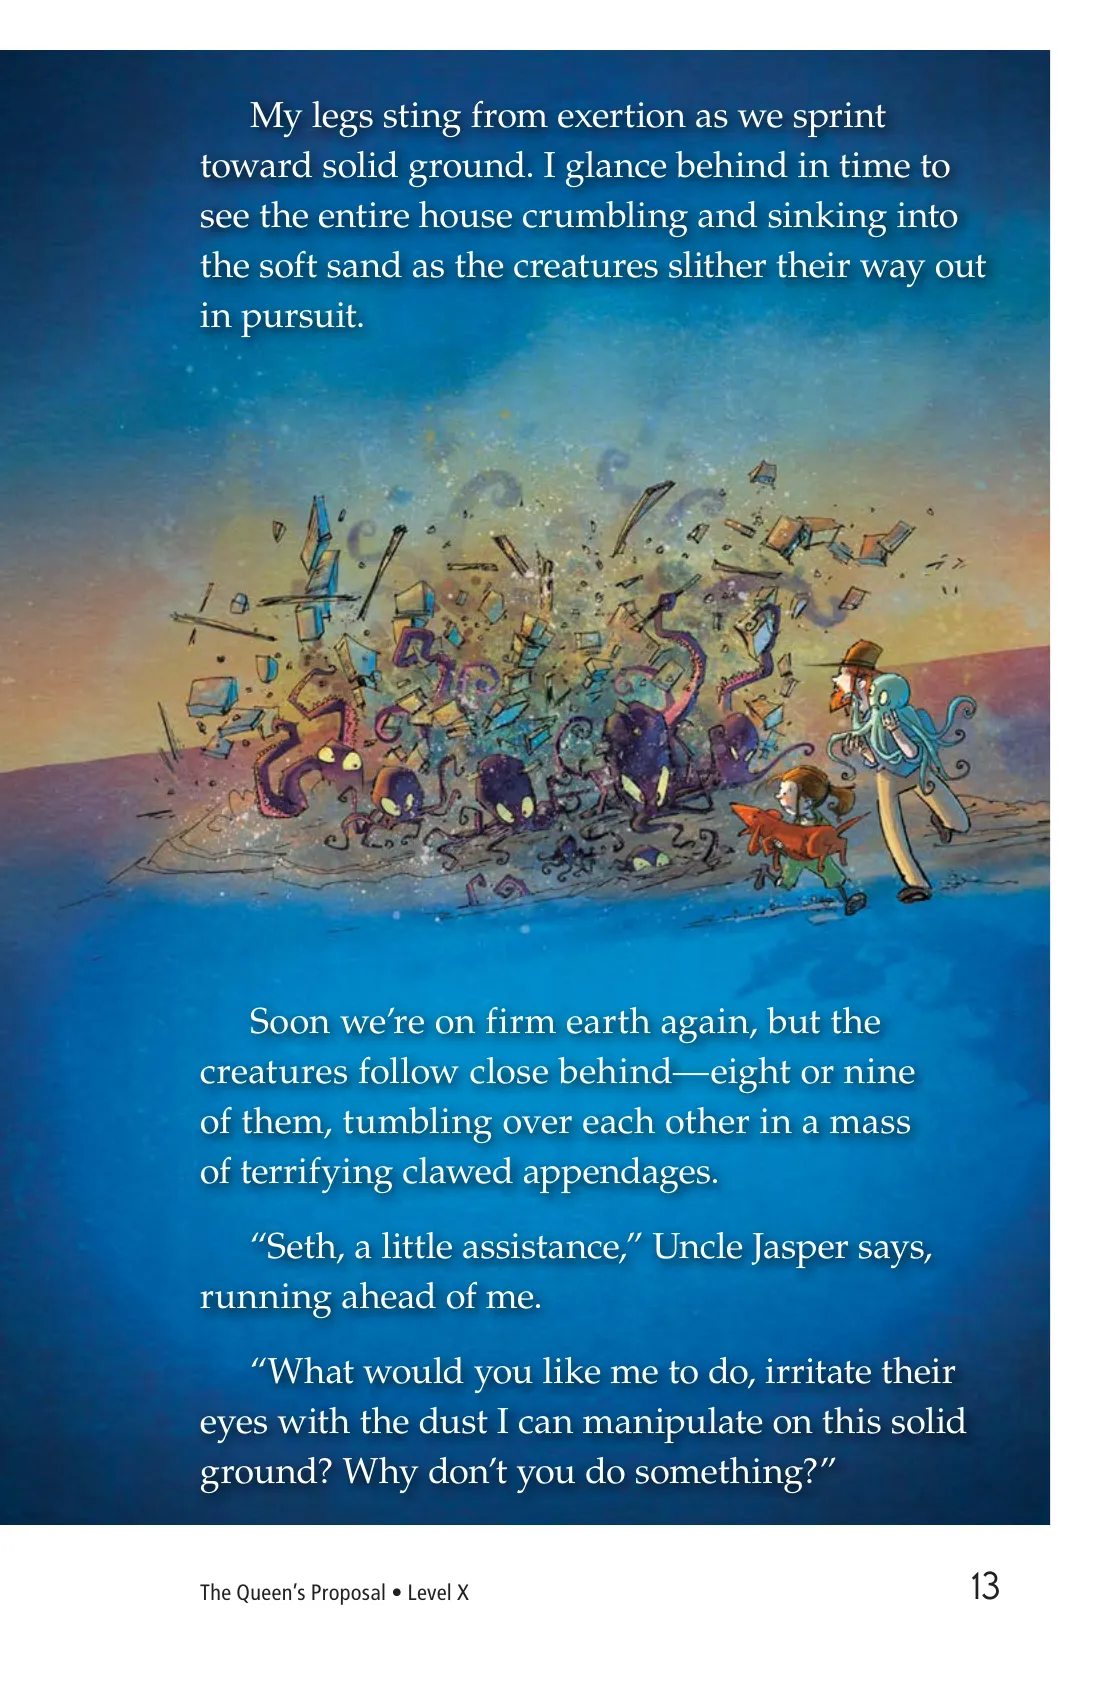 My legs sting from exertion as we sprint
toward solid ground. I glance behind in time to
see the entire house crumbling and sinking into
the soft sand as the creatures slither their way out
in pursuit.
Soon we’re on firm earth again, but the
creatures follow close behind—eight or nine
of them, tumbling over each other in a mass
of terrifying clawed appendages.
“Seth, a little assistance,” Uncle Jasper says,
running ahead of me.
“What would you like me to do, irritate their
eyes with the dust I can manipulate on this solid
ground? Why don’t you do something?”
The Queen’s Proposal • Level X
13